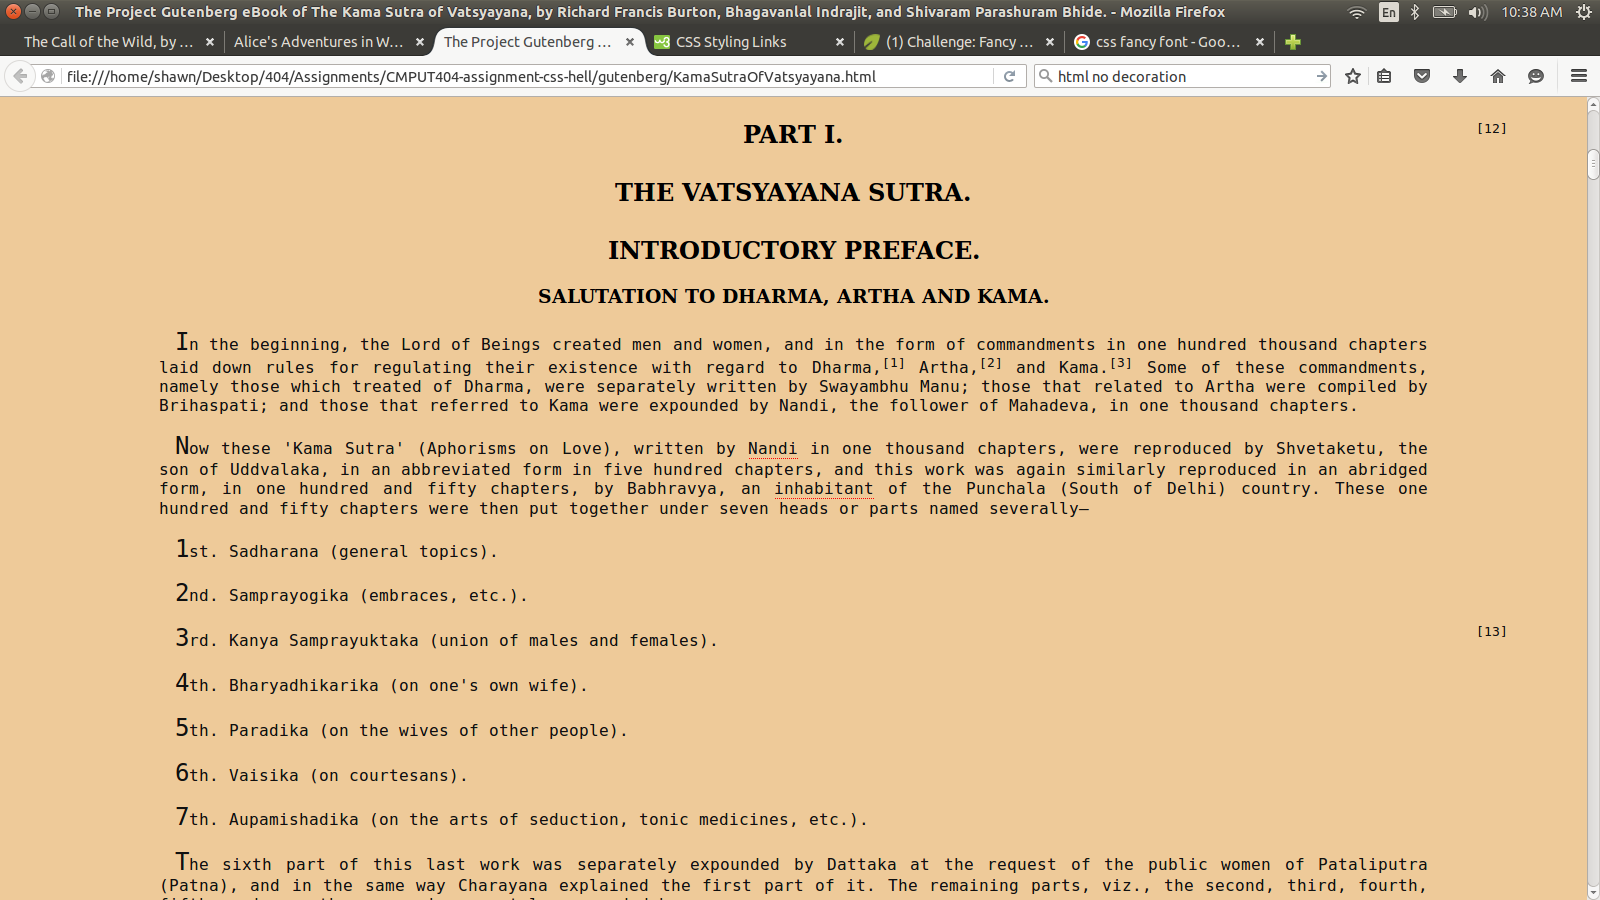 The Project Gutenberg eBook of The Kama Sutra of Vatsyayana, by Richard Francis Burton, Bhagavanlal Indrajit, and Shivaram Parashuram Bhide. - Mozilla Firefox
En
10:38 AM
The Call of the Wild, by ...
Alice's Adventures in W...
The Project Gutenberg ...
w3 CSS Styling Links
(1) Challenge: Fancy ...
css fancy font - Goo...
file:///home/shawn/Desktop/404/Assignments/CMPUT404-assignment-css-hell/gutenberg/KamaSutraOfVatsyayana.html
html no decoration
PART I.
[12]
THE VATSYAYANA SUTRA.
INTRODUCTORY PREFACE.
SALUTATION TO DHARMA, ARTHA AND KAMA.
In the beginning, the Lord of Beings created men and women, and in the form of commandments in one hundred thousand chapters
laid down rules for regulating their existence with regard to Dharma,[1] Artha,[2] and Kama.[3] Some of these commandments,
namely those which treated of Dharma, were separately written by Swayambhu Manu; those that related to Artha were compiled by
Brihaspati; and those that referred to Kama were expounded by Nandi, the follower of Mahadeva, in one thousand chapters.
Now these 'Kama Sutra' (Aphorisms on Love), written by Nandi in one thousand chapters, were reproduced by Shvetaketu, the
son of Uddvalaka, in an abbreviated form in five hundred chapters, and this work was again similarly reproduced in an abridged
form, in one hundred and fifty chapters, by Babhravya, an inhabitant of the Punchala (South of Delhi) country. These one
hundred and fifty chapters were then put together under seven heads or parts named severally—
1st. Sadharana (general topics).
2nd. Samprayogika (embraces, etc.).
3rd. Kanya Samprayuktaka (union of males and females).
[13]
4th. Bharyadhikarika (on one's own wife).
5th. Paradika (on the wives of other people).
6th. Vaisika (on courtesans).
7th. Aupamishadika (on the arts of seduction, tonic medicines, etc.).
The sixth part of this last work was separately expounded by Dattaka at the request of the public women of Pataliputra
(Patna), and in the same way Charayana explained the first part of it. The remaining parts, viz., the second, third, fourth,